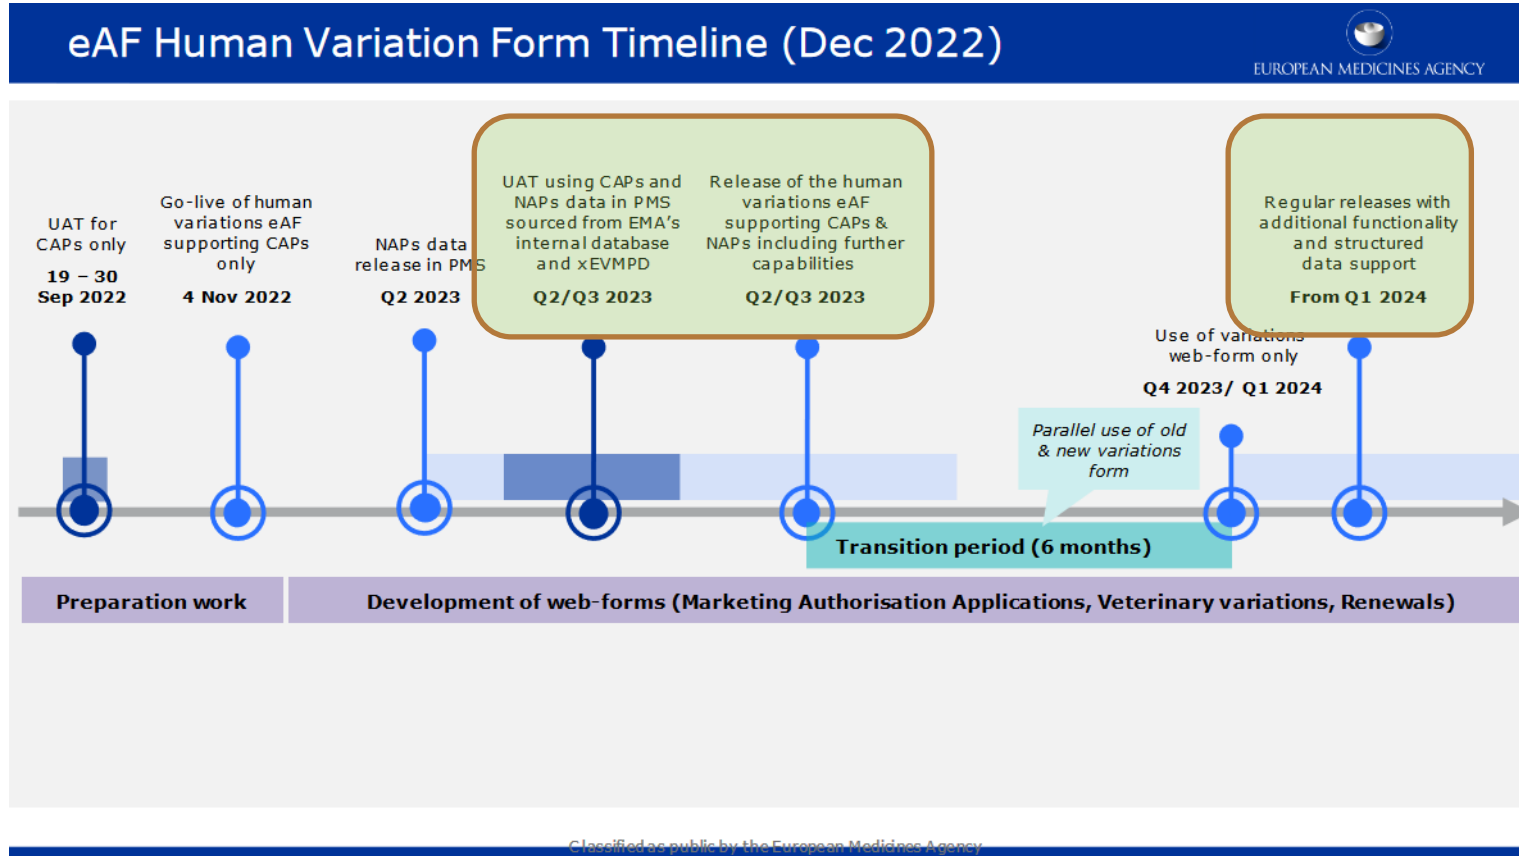 eAF Human Variation Form Timeline (Dec 2022)
EUROPEAN MEDICINES AGENCY
UAT for
CAPs only
19 – 30
Sep 2022
Go-live of human
variations eAF
supporting CAPs
only
4 Nov 2022
NAPs data
release in PMS
Q2 2023
UAT using CAPs and
NAPs data in PMS
sourced from EMA’s
internal database
and xEVMPD
Q2/Q3 2023
Release of the human
variations eAF
supporting CAPs &
NAPs including further
capabilities
Q2/Q3 2023
Use of variations
web-form only
Q4 2023/ Q1 2024
Regular releases with
additional functionality
and structured
data support
From Q1 2024
Parallel use of old
& new variations
form
Transition period (6 months)
Preparation work
Development of web-forms (Marketing Authorisation Applications, Veterinary variations, Renewals)
Classified as public by the European Medicines Agency